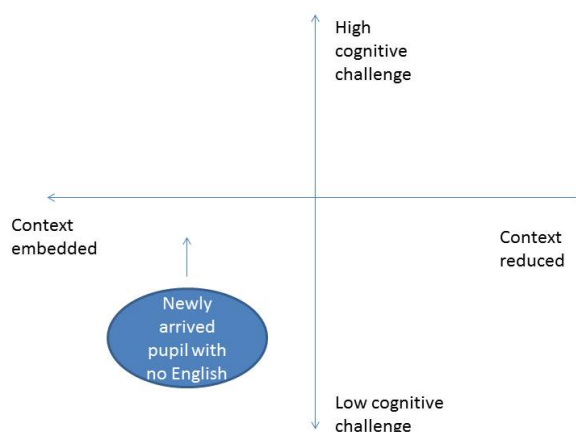 High
cognitive
challenge
Context
embedded
Context
reduced
Newly
arrived
pupil with
no English
Low cognitive
challenge